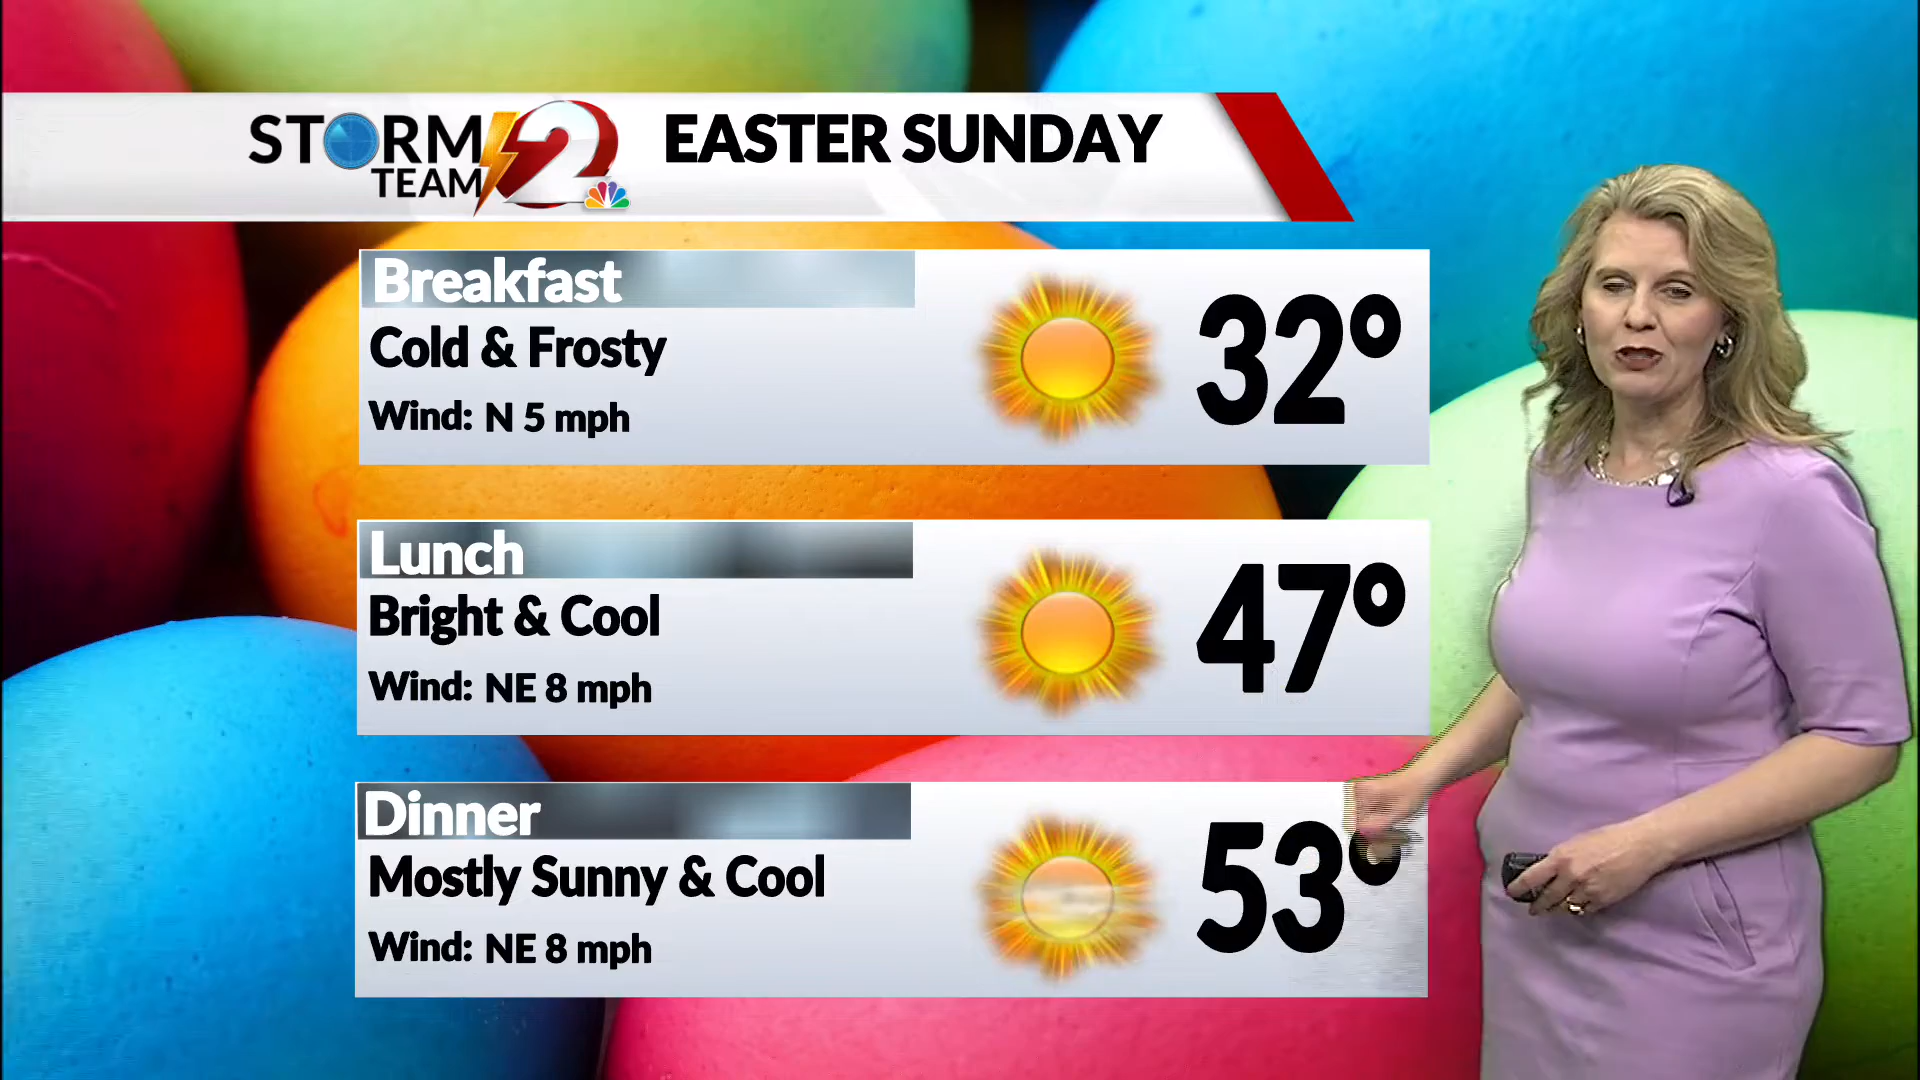 STORM
TEAM
2
EASTER SUNDAY
Breakfast
Cold & Frosty
Wind: N 5 mph
32°
Lunch
Bright & Cool
Wind: NE 8 mph
47°
Dinner
Mostly Sunny & Cool
Wind: NE 8 mph
53°